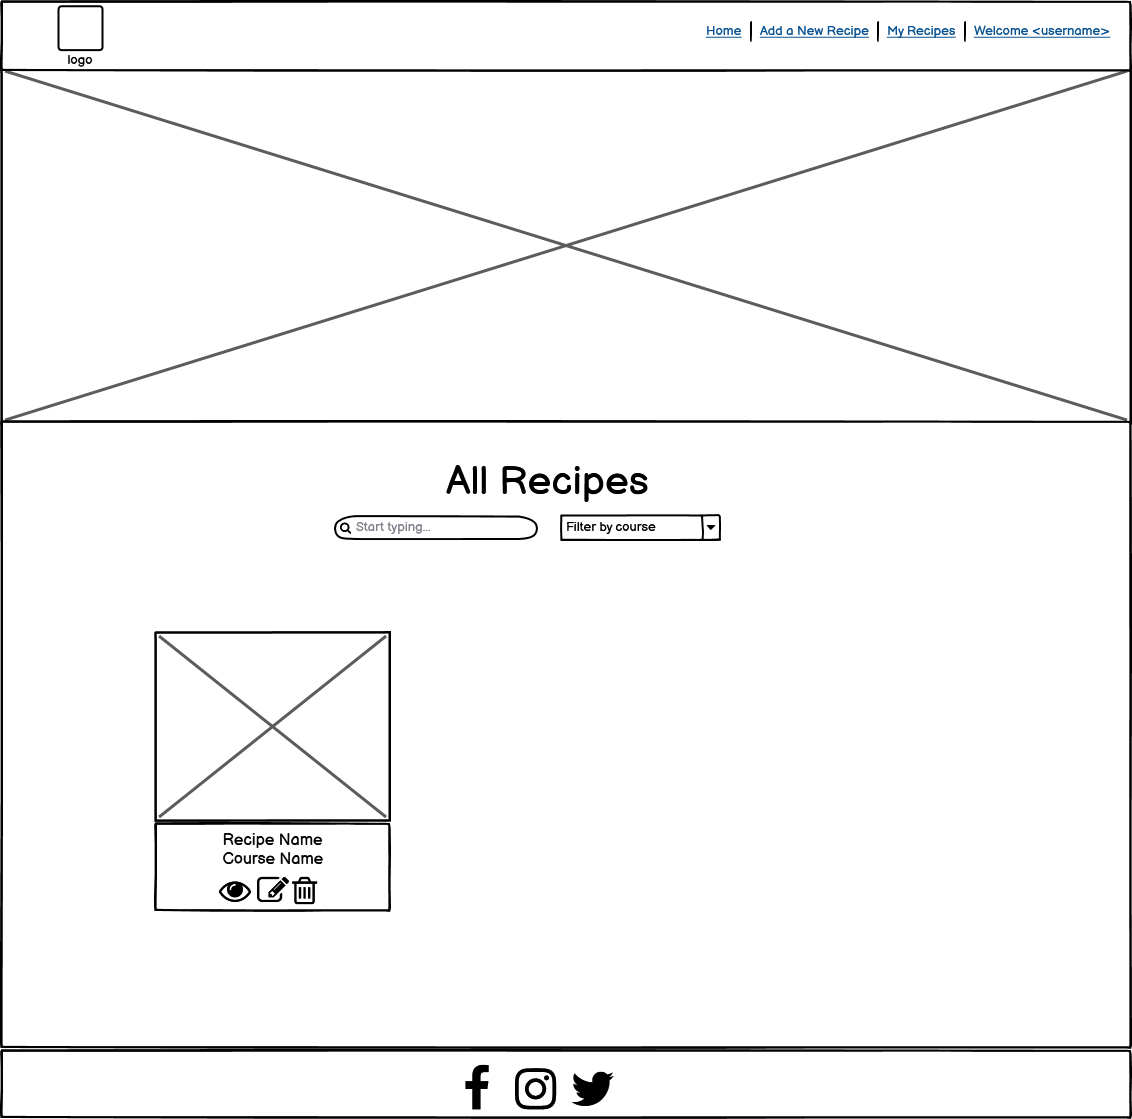 logo
Home | Add a New Recipe | My Recipes | Welcome <username>
All Recipes
Start typing...
Filter by course
Recipe Name
Course Name